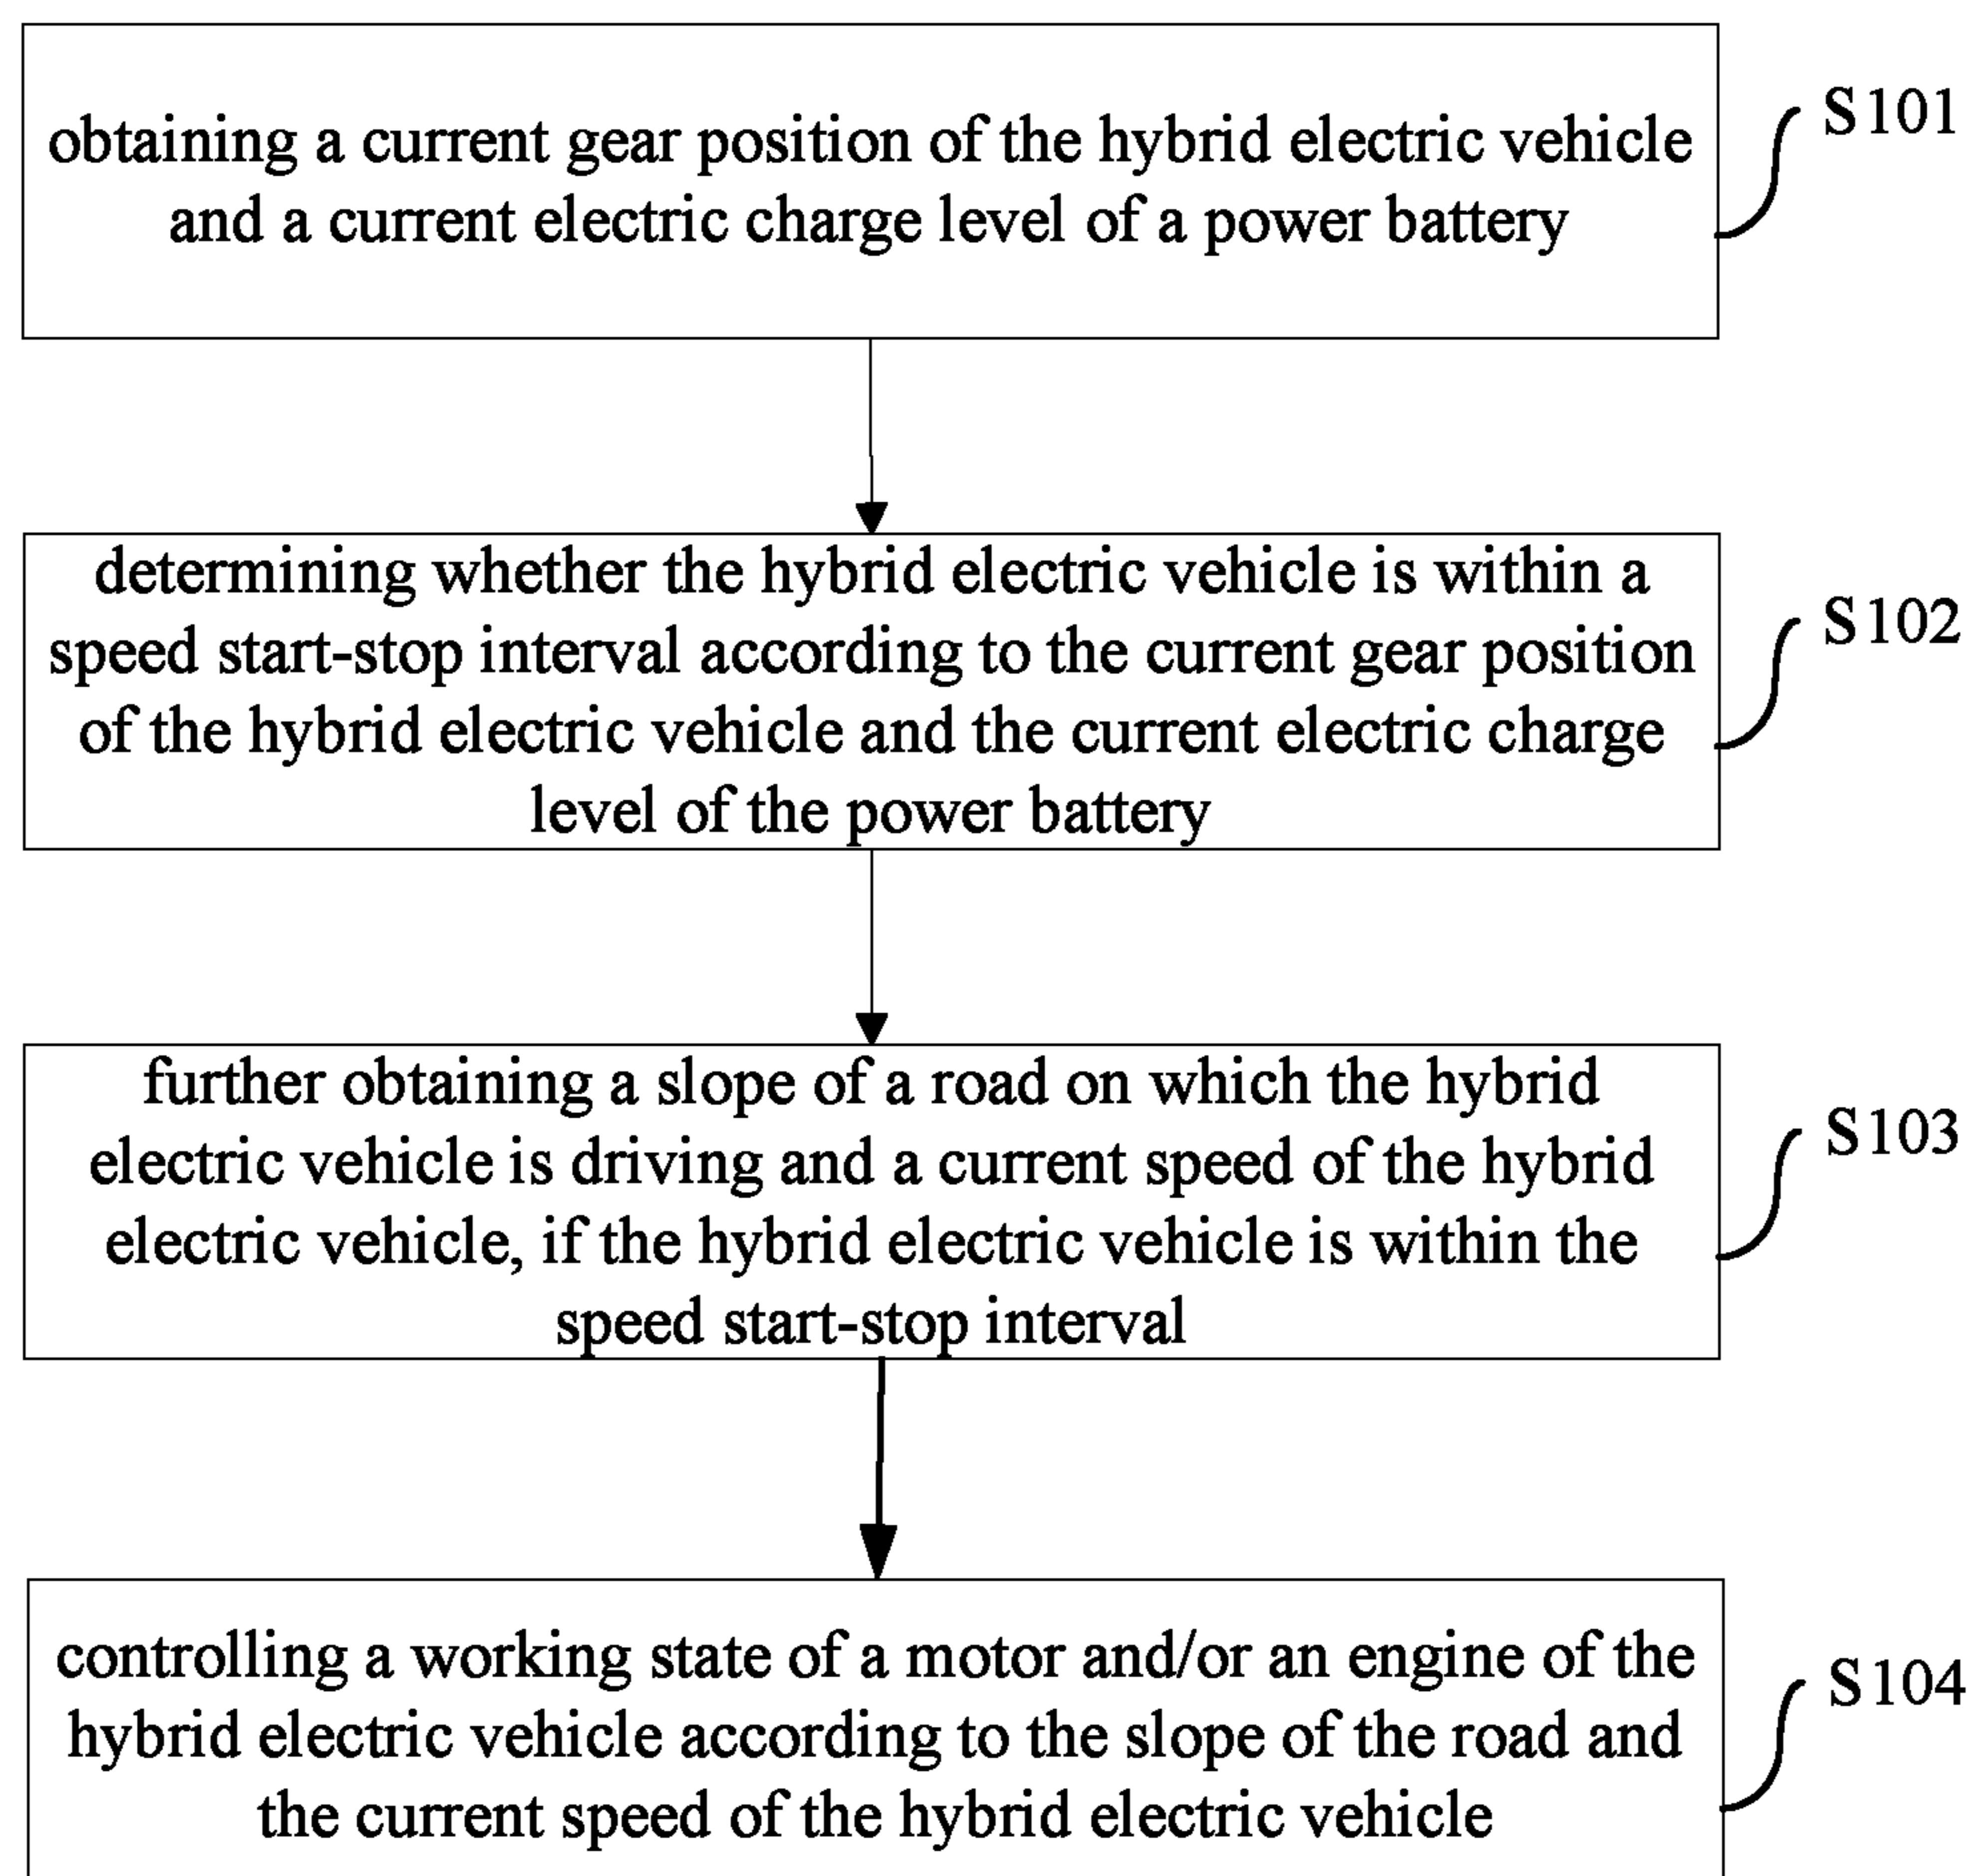 obtaining a current gear position of the hybrid electric vehicle
and a current electric charge level of a power battery
S101
determining whether the hybrid electric vehicle is within a
speed start-stop interval according to the current gear position
of the hybrid electric vehicle and the current electric charge
level of the power battery
S102
further obtaining a slope of a road on which the hybrid
electric vehicle is driving and a current speed of the hybrid
electric vehicle, if the hybrid electric vehicle is within the
speed start-stop interval
S103
controlling a working state of a motor and/or an engine of the
hybrid electric vehicle according to the slope of the road and
the current speed of the hybrid electric vehicle
S104